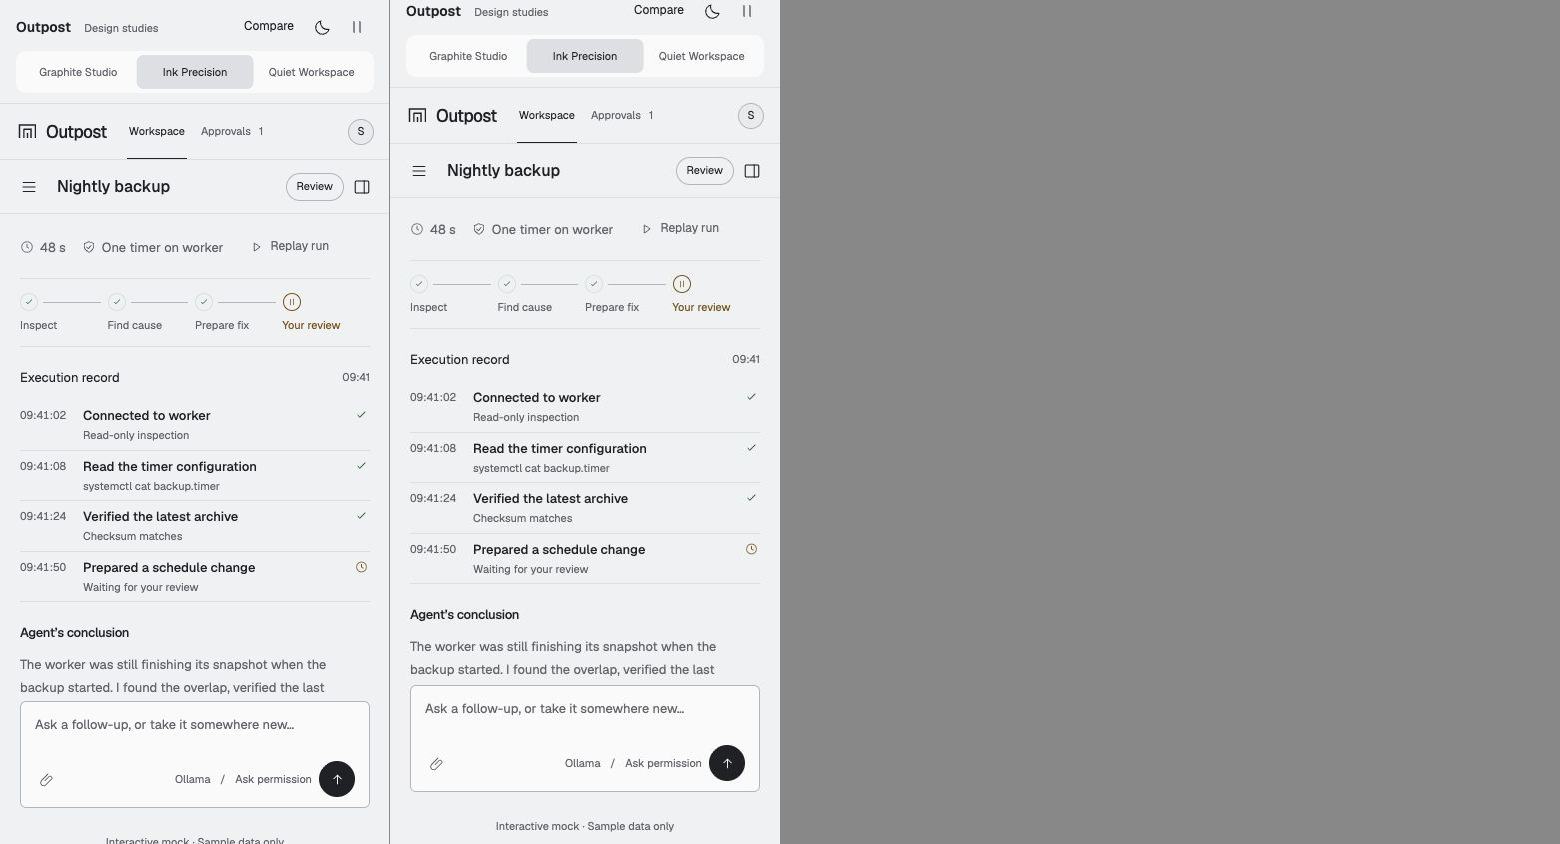 Outpost Design studies Compare
Graphite Studio Ink Precision Quiet Workspace
Outpost Workspace Approvals 1 S
Nightly backup Review
48 s One timer on worker Replay run
Inspect Find cause Prepare fix Your review
Execution record 09:41
09:41:02 Connected to worker
Read-only inspection
09:41:08 Read the timer configuration
systemctl cat backup.timer
09:41:24 Verified the latest archive
Checksum matches
09:41:50 Prepared a schedule change
Waiting for your review
Agent's conclusion
The worker was still finishing its snapshot when the
backup started. I found the overlap, verified the last
Ask a follow-up, or take it somewhere new...
Ollama / Ask permission
Interactive mock · Sample data only
Outpost Design studies Compare
Graphite Studio Ink Precision Quiet Workspace
Outpost Workspace Approvals 1 S
Nightly backup Review
48 s One timer on worker Replay run
Inspect Find cause Prepare fix Your review
Execution record 09:41
09:41:02 Connected to worker
Read-only inspection
09:41:08 Read the timer configuration
systemctl cat backup.timer
09:41:24 Verified the latest archive
Checksum matches
09:41:50 Prepared a schedule change
Waiting for your review
Agent's conclusion
The worker was still finishing its snapshot when the
backup started. I found the overlap, verified the last
Ask a follow-up, or take it somewhere new...
Ollama / Ask permission
Interactive mock · Sample data only